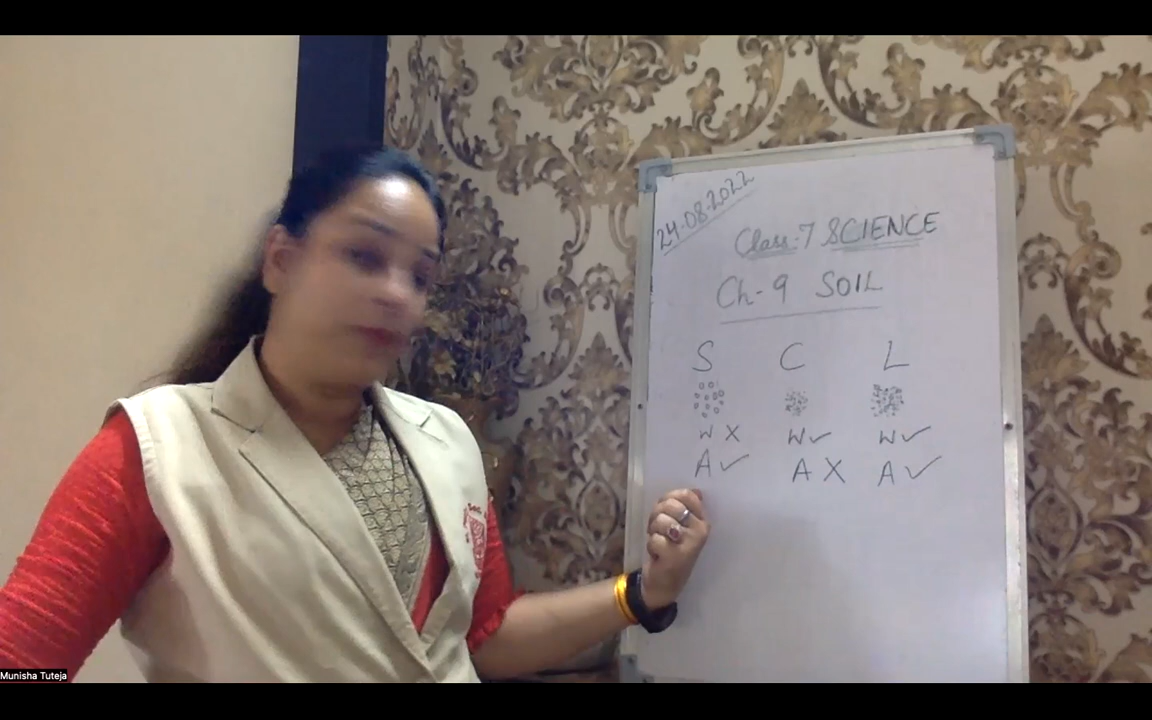 24-08-2022
Class-7 SCIENCE
Ch-9 SOIL
S C L
W X W✓ W✓
A✓ A X A✓
Munisha Tuteja